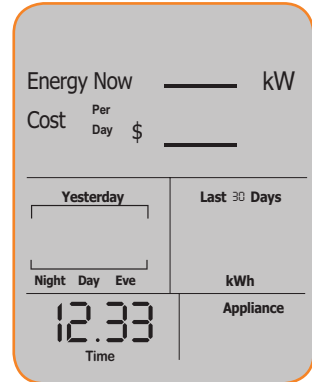 Energy Now kW
Cost Per Day $
Yesterday
Night Day Eve
Last 30 Days
kWh
12.33
Time
Appliance